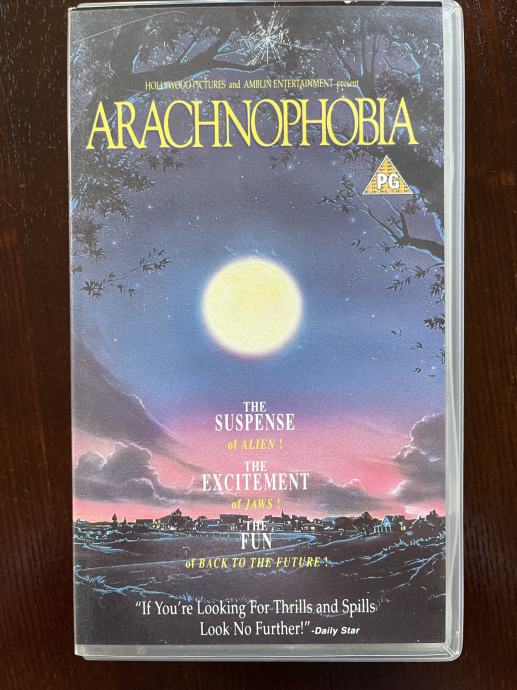 HOLLYWOOD PICTURES and AMBLIN ENTERTAINMENT present
ARACHNOPHOBIA
PG
THE
SUSPENSE
of ALIEN !
THE
EXCITEMENT
of JAWS !
THE
FUN
of BACK TO THE FUTURE !
"If You're Looking For Thrills and Spills
Look No Further!" -Daily Star